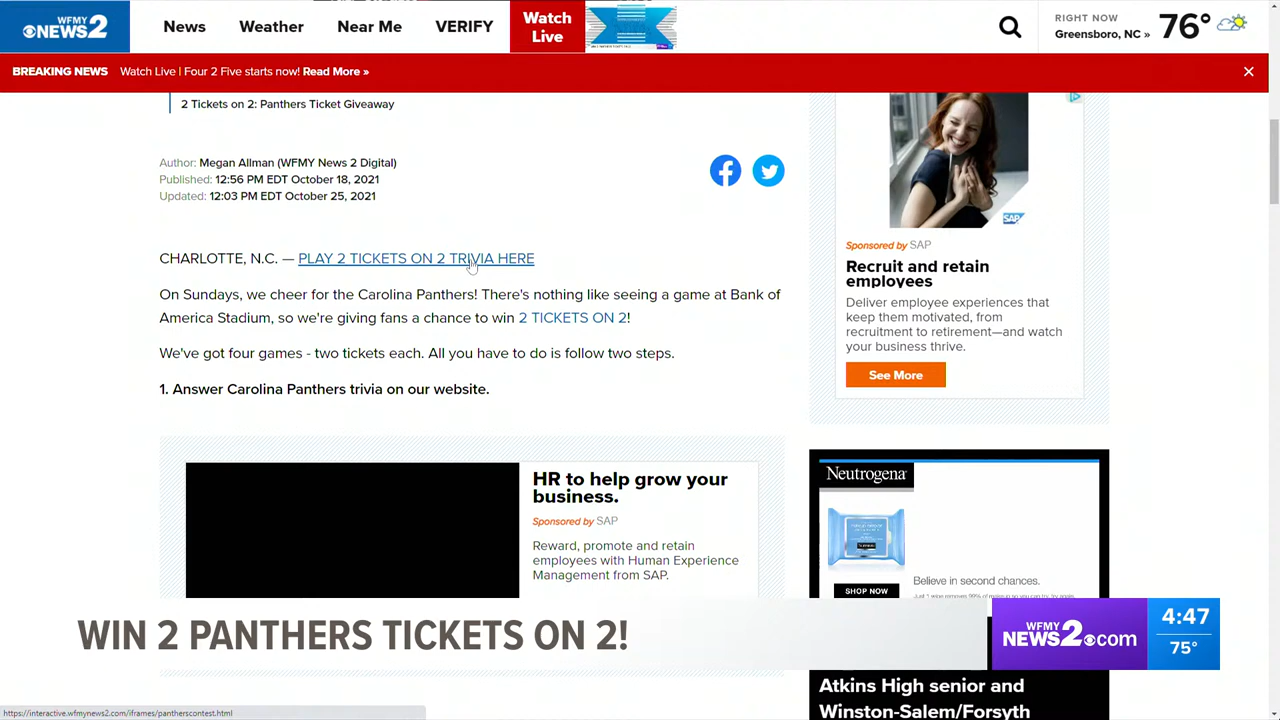 WFMY
NEWS 2
News
Weather
Near Me
VERIFY
Watch
Live
RIGHT NOW
Greensboro, NC »
76°
BREAKING NEWS
Watch Live | Four 2 Five starts now! Read More »
2 Tickets on 2: Panthers Ticket Giveaway
Author: Megan Allman (WFMY News 2 Digital)
Published: 12:56 PM EDT October 18, 2021
Updated: 12:03 PM EDT October 25, 2021
CHARLOTTE, N.C. — PLAY 2 TICKETS ON 2 TRIVIA HERE
On Sundays, we cheer for the Carolina Panthers! There's nothing like seeing a game at Bank of
America Stadium, so we're giving fans a chance to win 2 TICKETS ON 2!
We've got four games - two tickets each. All you have to do is follow two steps.
1. Answer Carolina Panthers trivia on our website.
HR to help grow your
business.
Sponsored by SAP
Reward, promote and retain
employees with Human Experience
Management from SAP.
SAP
Sponsored by SAP
Recruit and retain
employees
Deliver employee experiences that
keep them motivated, from
recruitment to retirement—and watch
your business thrive.
See More
Neutrogena
Believe in second chances.
SHOP NOW
WIN 2 PANTHERS TICKETS ON 2!
WFMY
NEWS 2.com
4:47
75°
Atkins High senior and
Winston-Salem/Forsyth
https://interactive.wfmynews2.com/iframes/pantherscontest.html